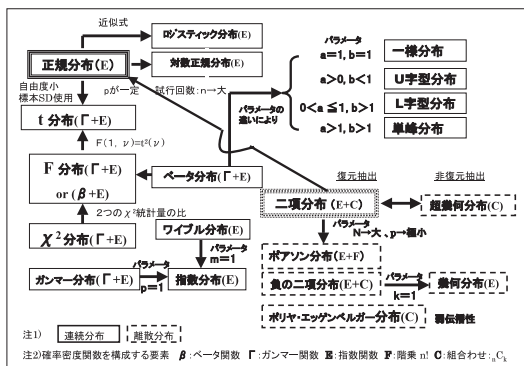 近似式
ﾛｼﾞｽﾃｨｯｸ分布(E)
正規分布(E)
対数正規分布(E)
自由度小
標本SD使用
pが一定
試行回数:n→大
パラメータの
違いにより
パラメータ
a=1, b=1
一様分布
a>0, b<1
U字型分布
0<a≦1, b>1
L字型分布
a>1, b>1
単峰分布
t 分布(Γ+E)
F(1, ν)=t²(ν)
F 分布(Γ+E)
or (β+E)
ベータ分布(Γ+E)
復元抽出
非復元抽出
二項分布(E+C)
超幾何分布(C)
2つのχ²統計量の比
χ²分布(Γ+E)
ワイブル分布(E)
パラメータ
m=1
パラメータ
N→大、p→極小
ポアソン分布(E+F)
ガンマー分布(Γ+E)
パラメータ
p=1
指数分布(E)
負の二項分布(E+C)
パラメータ
k=1
幾何分布(E)
ポリヤ・エッゲンベルガー分布(C)
弱伝播性
注1)
連続分布
離散分布
注2)確率密度関数を構成する要素 β:ベータ関数 Γ:ガンマー関数 E:指数関数 F:階乗 n! C:組合わせ:ₙCₖ